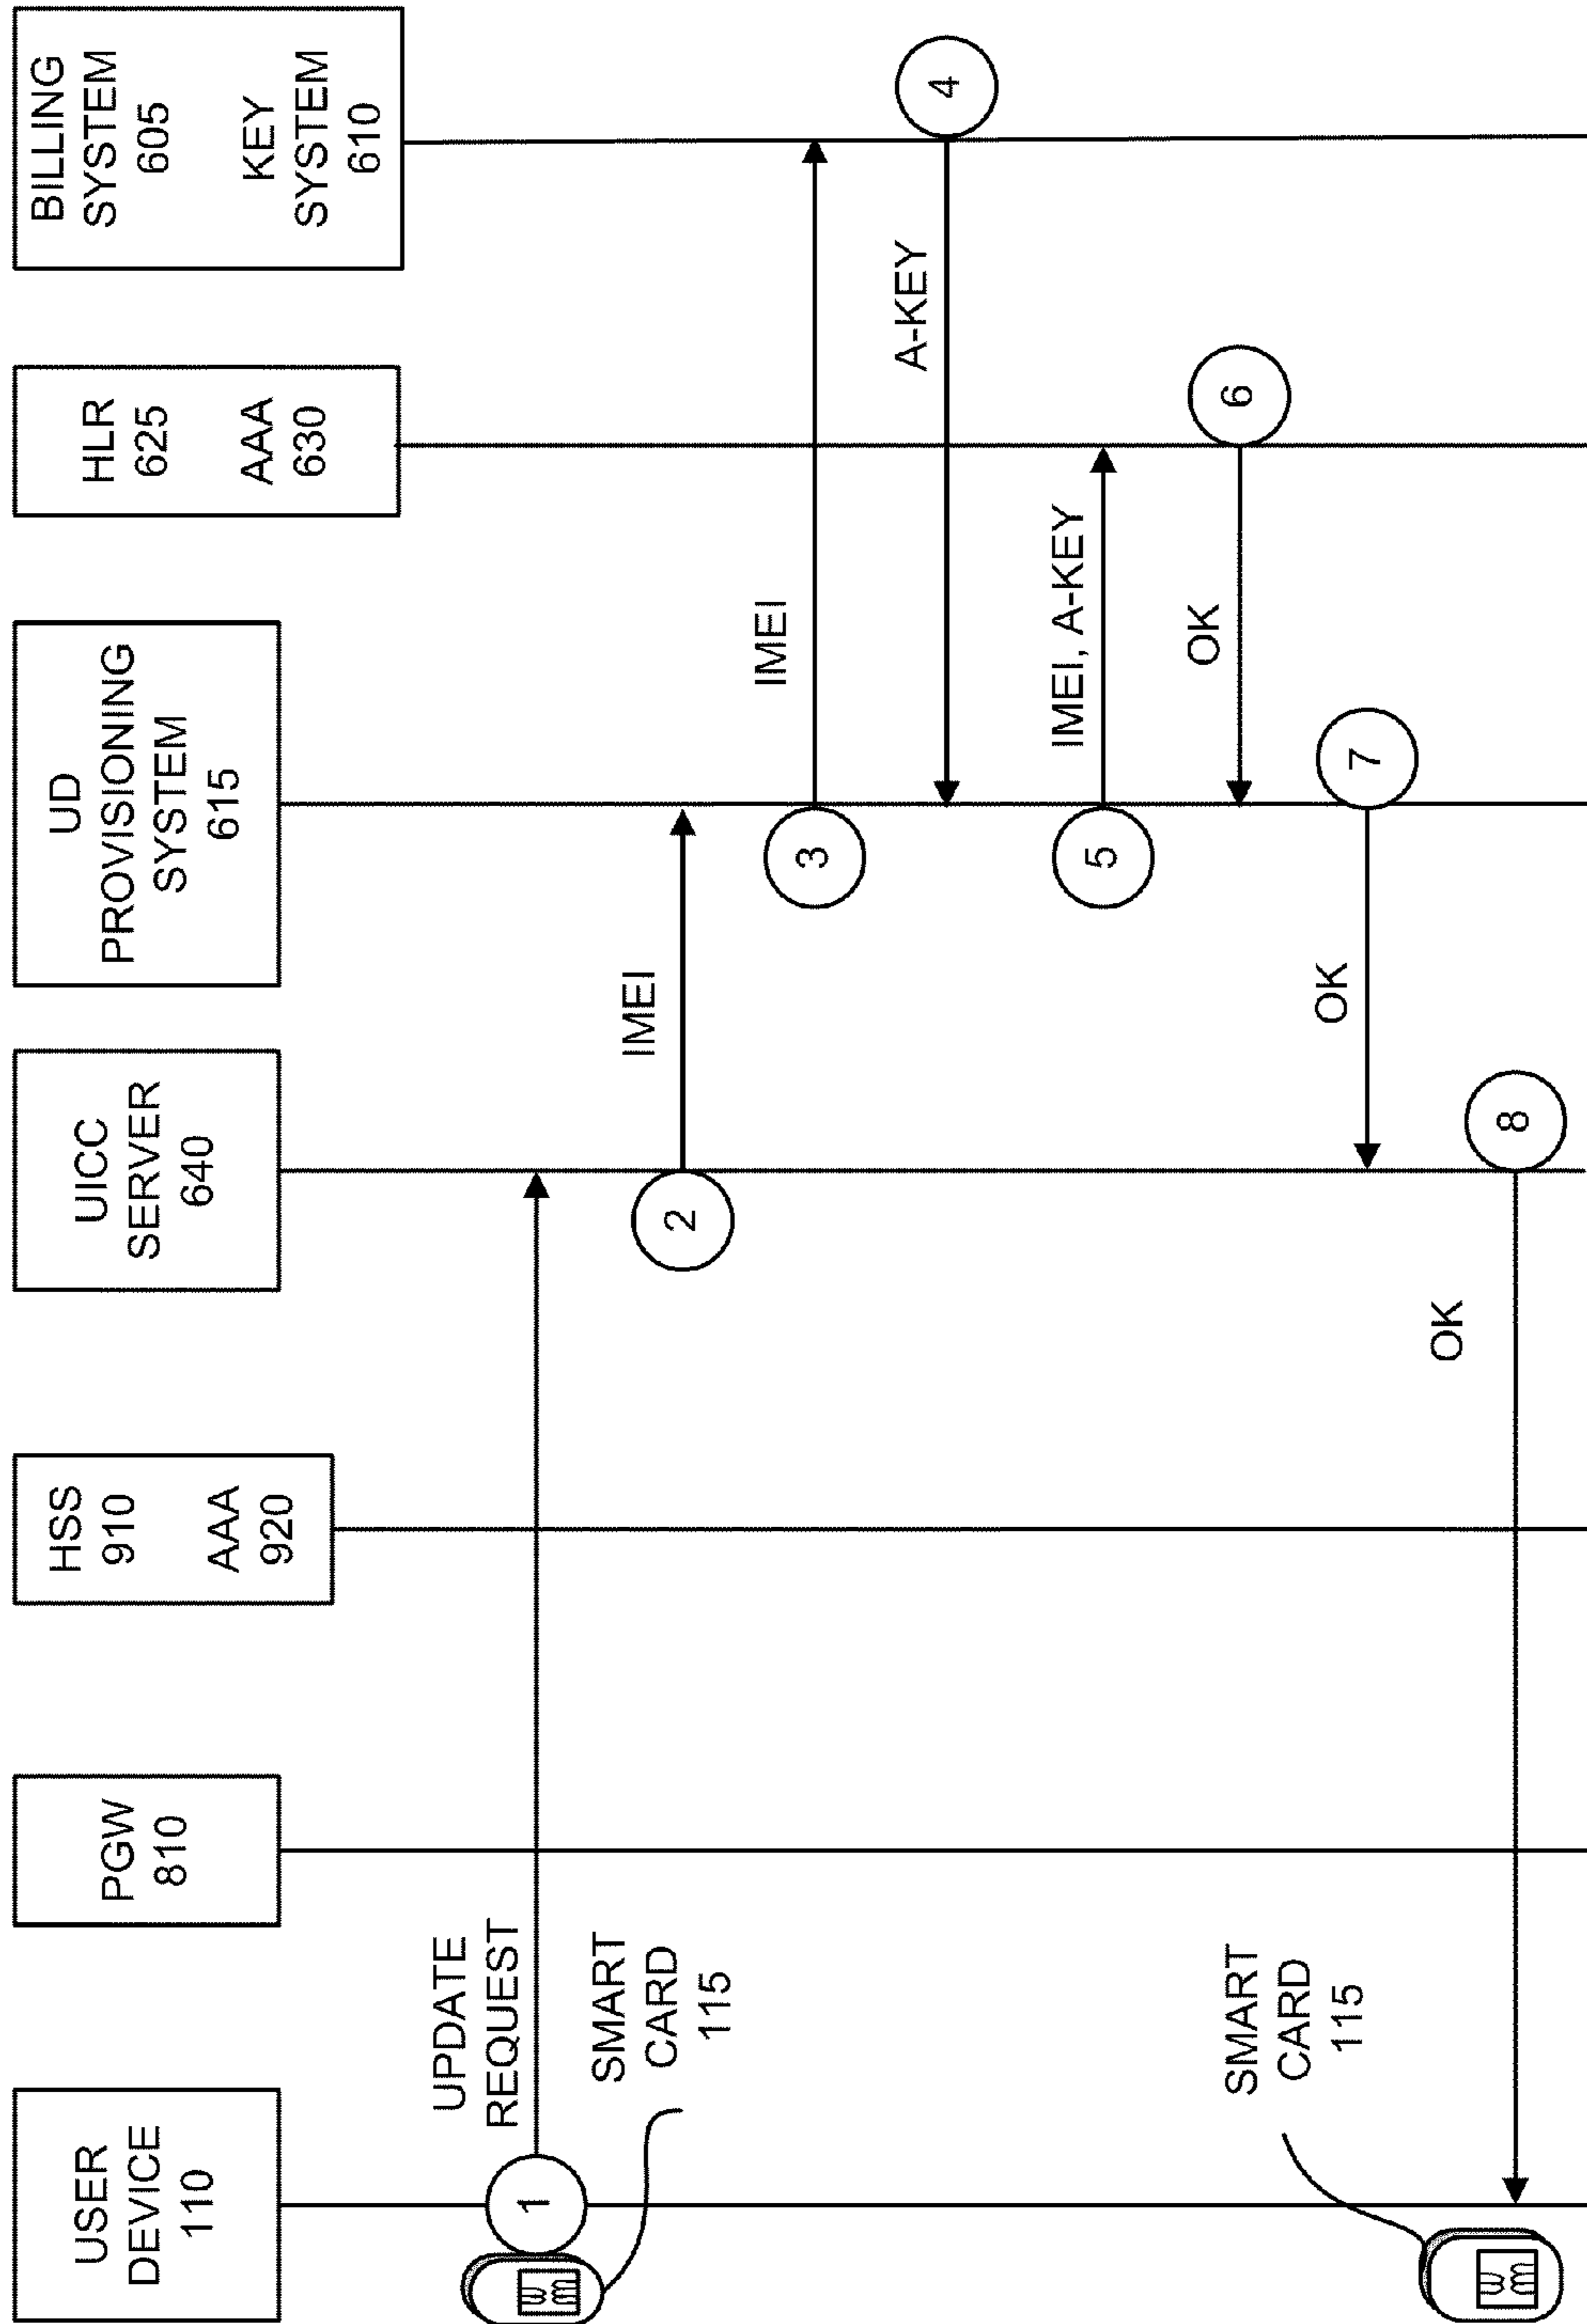 USER
DEVICE
110
PGW
810
HSS
910
AAA
920
UICC
SERVER
640
UD
PROVISIONING
SYSTEM
615
HLR
625
AAA
630
BILLING
SYSTEM
605
KEY
SYSTEM
610
UPDATE
REQUEST
1
SMART
CARD
115
2
IMEI
3
IMEI
4
A-KEY
5
IMEI, A-KEY
6
OK
7
OK
8
OK
SMART
CARD
115